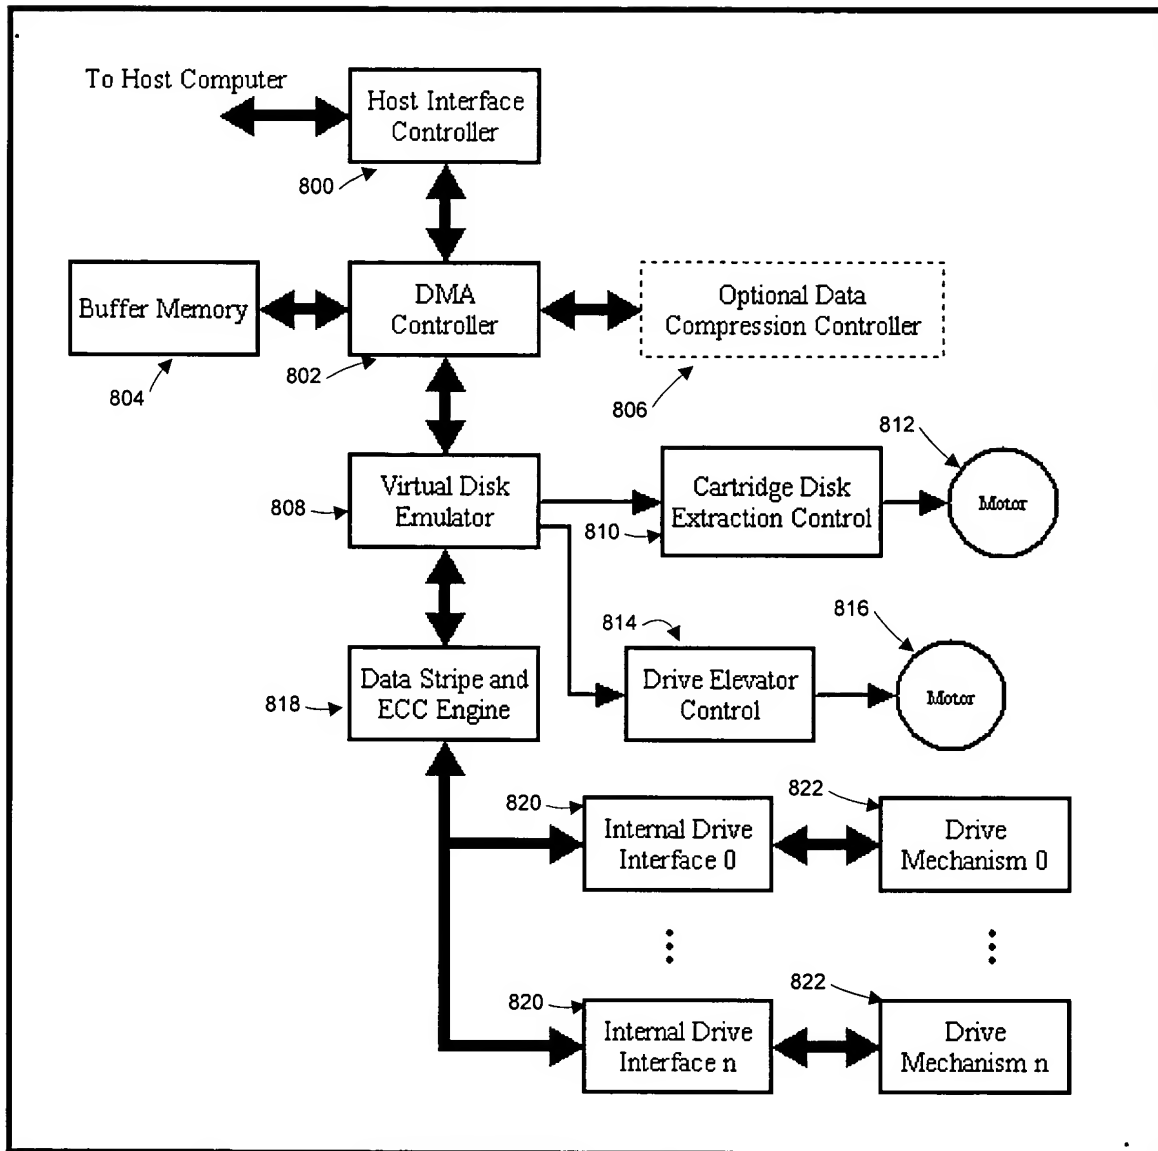 To Host Computer
Host Interface
Controller
800
Buffer Memory
DMA
Controller
Optional Data
Compression Controller
804
802
806
812
Virtual Disk
Emulator
808
Cartridge Disk
Extraction Control
810
Motor
814
816
Data Stripe and
ECC Engine
818
Drive Elevator
Control
Motor
820
822
Internal Drive
Interface 0
Drive
Mechanism 0
820
822
Internal Drive
Interface n
Drive
Mechanism n